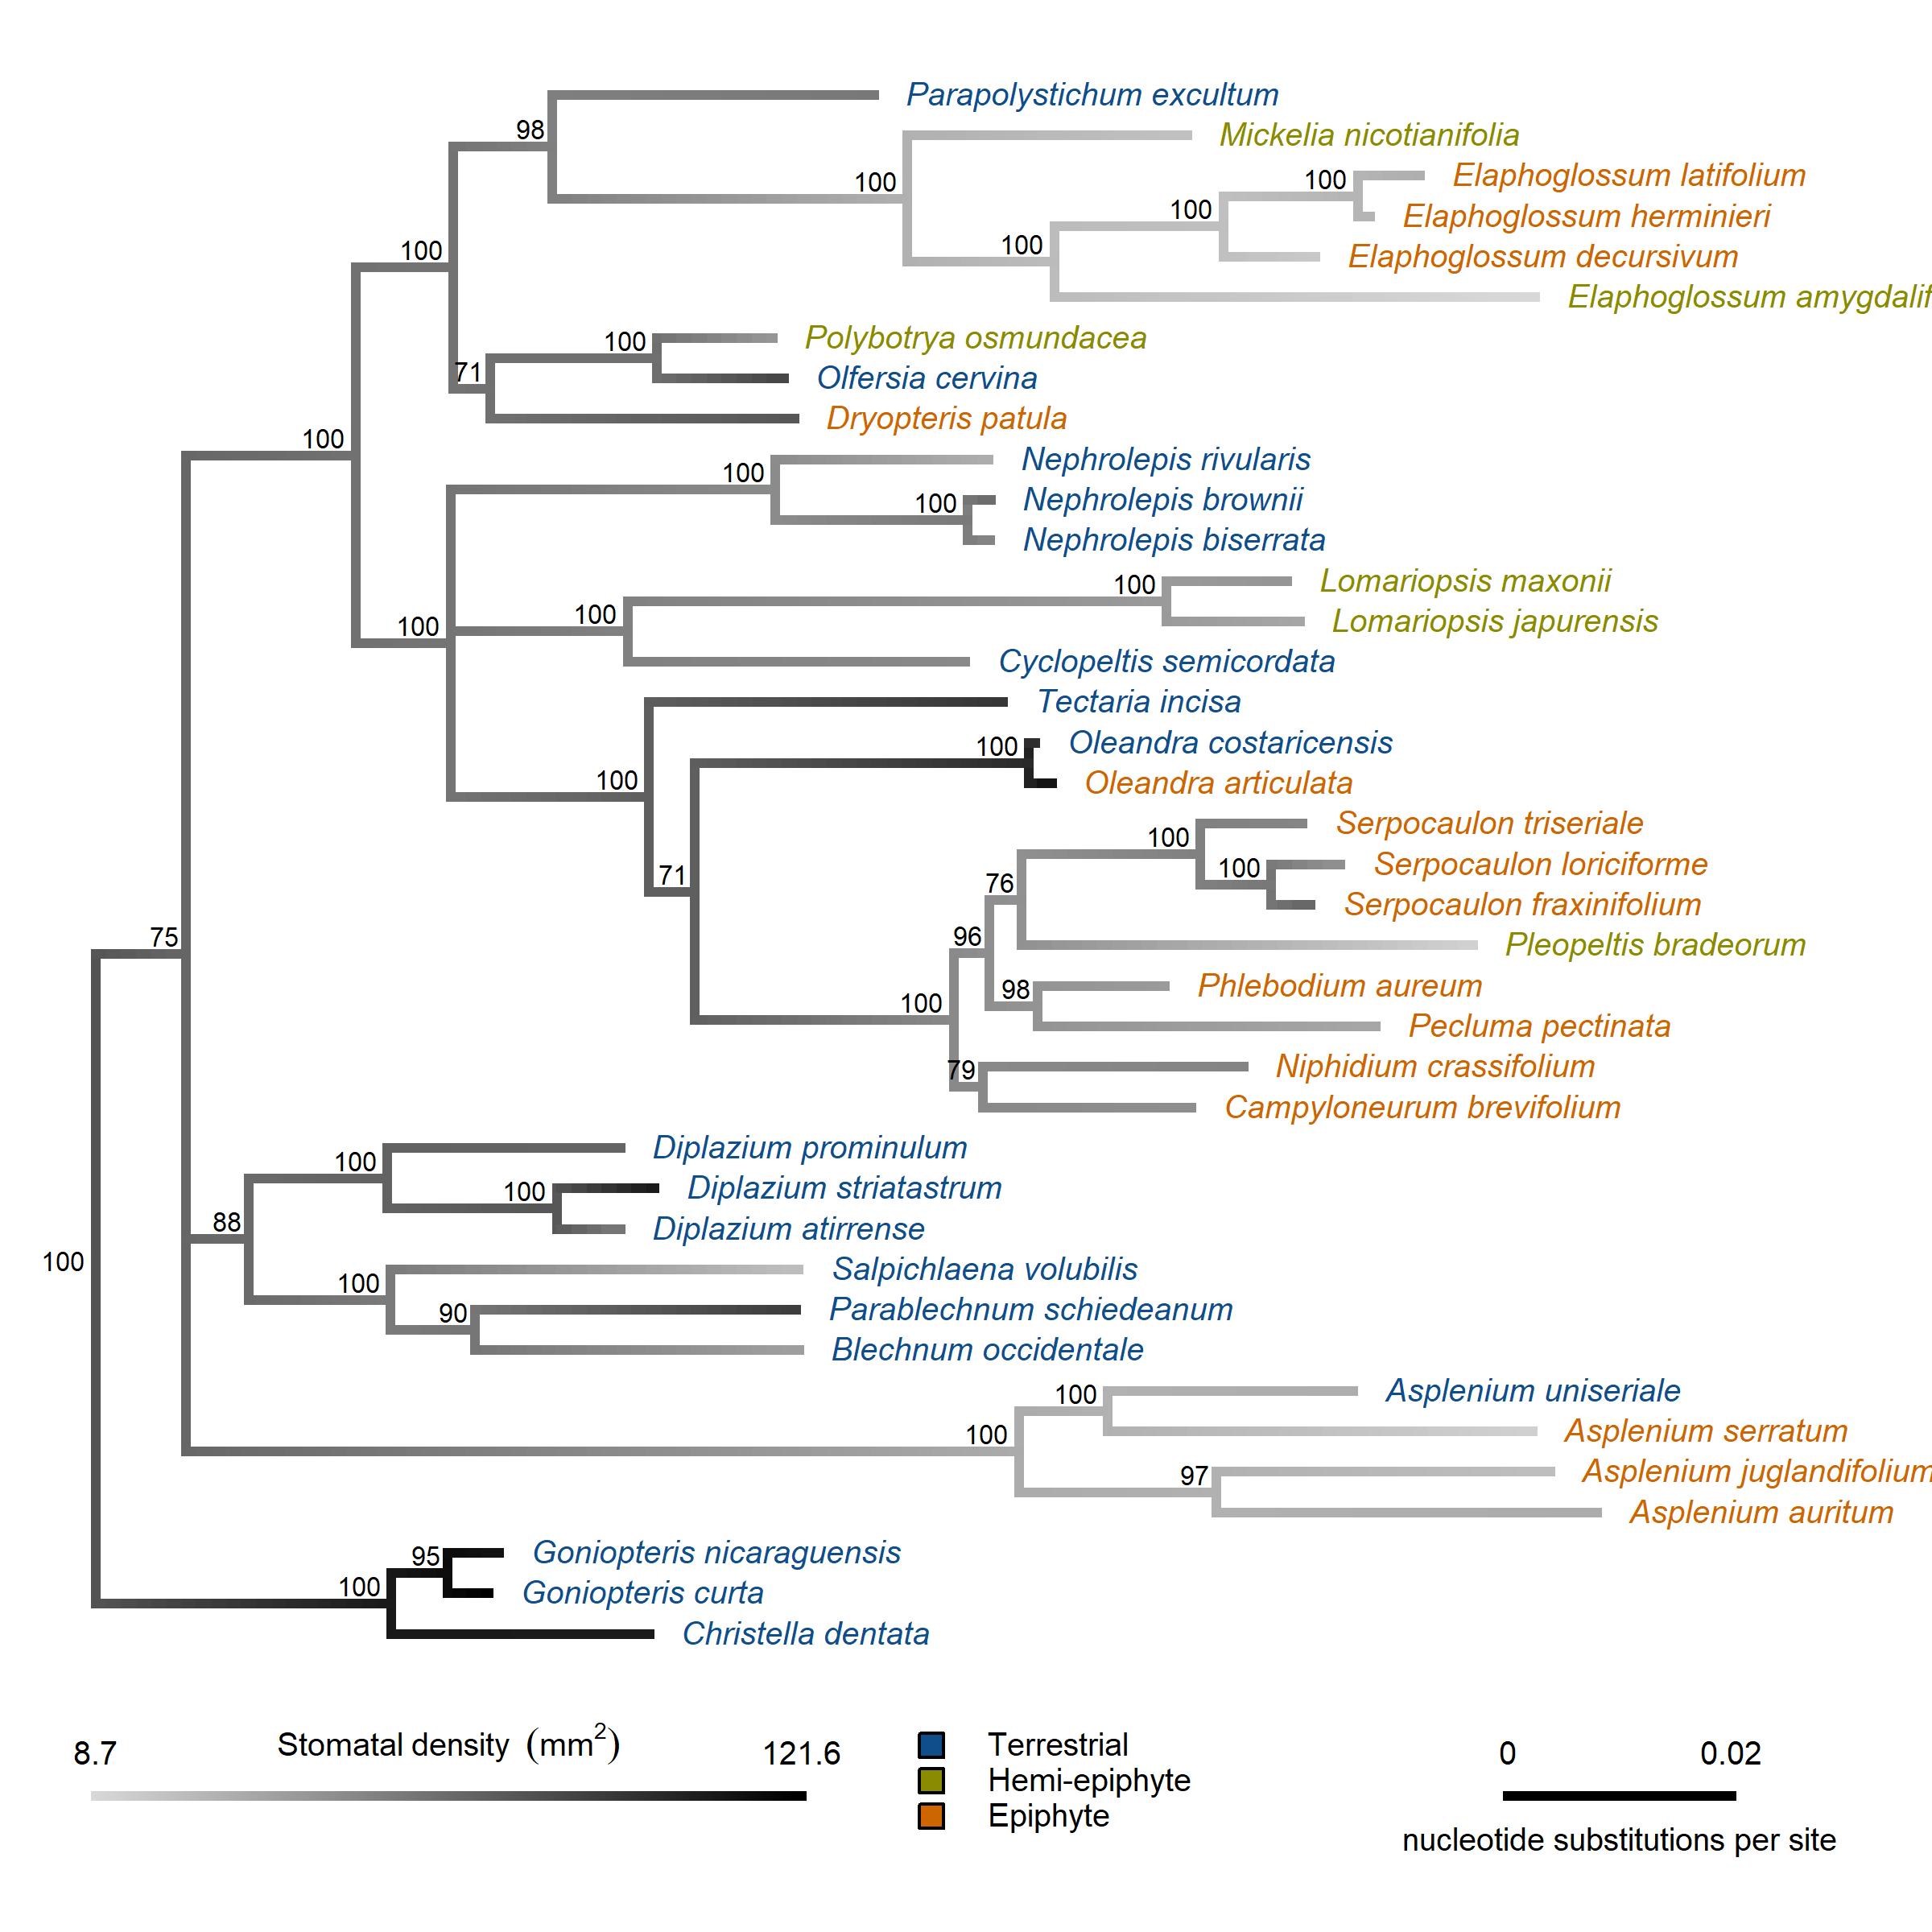 Parapolystichum excultum
98
Mickelia nicotianifolia
100
Elaphoglossum latifolium
100
Elaphoglossum herminieri
100
100
Elaphoglossum decursivum
100
Elaphoglossum amygdalif
Polybotrya osmundacea
100
Olfersia cervina
71
Dryopteris patula
100
Nephrolepis rivularis
100
Nephrolepis brownii
100
Nephrolepis biserrata
Lomariopsis maxonii
100
Lomariopsis japurensis
100
100
Cyclopeltis semicordata
Tectaria incisa
Oleandra costaricensis
100
Oleandra articulata
100
Serpocaulon triseriale
100
Serpocaulon loriciforme
100
71
76
Serpocaulon fraxinifolium
75
96
Pleopeltis bradeorum
Phlebodium aureum
98
100
Pecluma pectinata
Niphidium crassifolium
79
Campyloneurum brevifolium
Diplazium prominulum
100
Diplazium striatastrum
100
88
Diplazium atirrense
100
Salpichlaena volubilis
100
Parablechnum schiedeanum
90
Blechnum occidentale
Asplenium uniseriale
100
Asplenium serratum
100
Asplenium juglandifolium
97
Asplenium auritum
Goniopteris nicaraguensis
95
Goniopteris curta
100
Christella dentata
8.7
Stomatal density (mm2)
121.6
Terrestrial
Hemi-epiphyte
Epiphyte
0
0.02
nucleotide substitutions per site